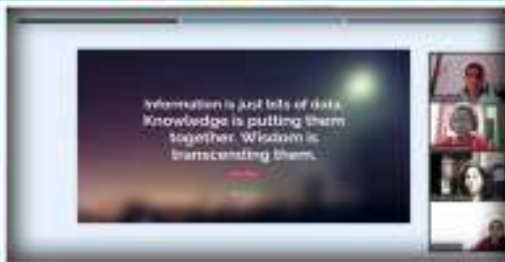 Information is just bits of data.
Knowledge is putting them
together. Wisdom is
transcending them.